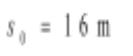 s₀ = 16 m